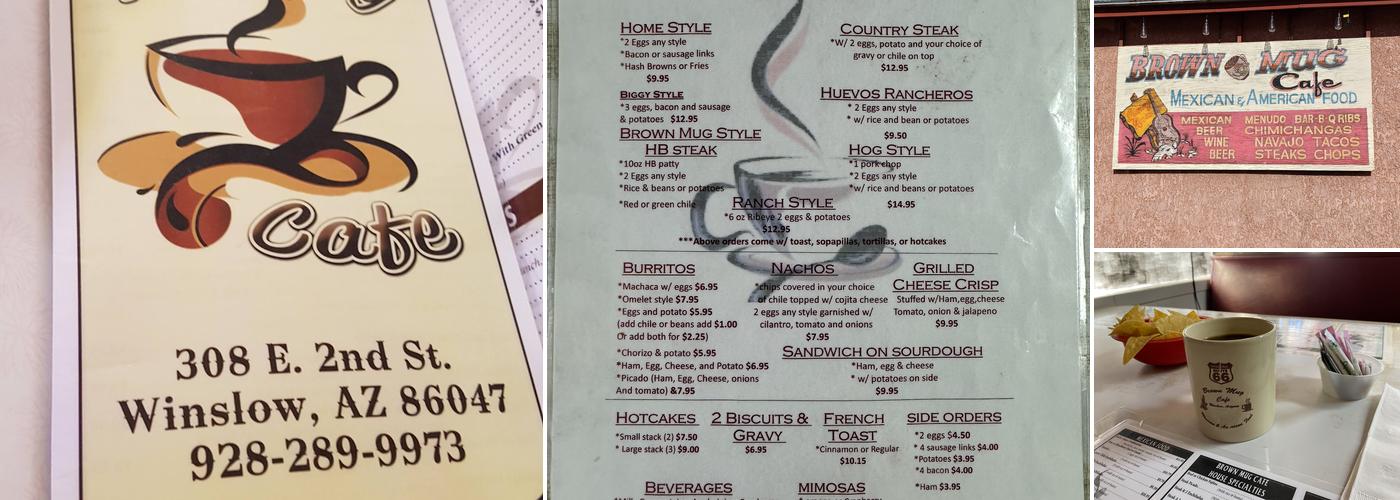 Cafe
308 E. 2nd St.
Winslow, AZ 86047
928-289-9973
With Green
HOME STYLE
*2 Eggs any style
*Bacon or sausage links
*Hash Browns or Fries
$9.95
BIGGY STYLE
*3 eggs, bacon and sausage
& potatoes $12.95
BROWN MUG STYLE
HB STEAK
*10oz HB patty
*2 Eggs any style
*Rice & beans or potatoes
*Red or green chile
COUNTRY STEAK
*W/ 2 eggs, potato and your choice of
gravy or chile on top
$12.95
HUEVOS RANCHEROS
* 2 Eggs any style
* w/ rice and bean or potatoes
$9.50
HOG STYLE
*1 pork chop
*2 Eggs any style
*w/ rice and beans or potatoes
$14.95
RANCH STYLE
*6 oz Ribeye 2 eggs & potatoes
$12.95
***Above orders come w/ toast, sopapillas, tortillas, or hotcakes
BURRITOS
*Machaca w/ eggs $6.95
*Omelet style $7.95
*Eggs and potato $5.95
(add chile or beans add $1.00
Or add both for $2.25)
*Chorizo & potato $5.95
*Ham, Egg, Cheese, and Potato $6.95
*Picado (Ham, Egg, Cheese, onions
And tomato) &7.95
NACHOS
*chips covered in your choice
of chile topped w/ cojita cheese
2 eggs any style garnished w/
cilantro, tomato and onions
$7.95
GRILLED
CHEESE CRISP
Stuffed w/Ham,egg,cheese
Tomato, onion & jalapeno
$9.95
SANDWICH ON SOURDOUGH
*Ham, egg & cheese
* w/ potatoes on side
$9.95
HOTCAKES
*Small stack (2) $7.50
* Large stack (3) $9.00
2 BISCUITS &
GRAVY
$6.95
FRENCH
TOAST
*Cinnamon or Regular
$10.15
SIDE ORDERS
*2 eggs $4.50
* 4 sausage links $4.00
*Potatoes $3.95
*4 bacon $4.00
*Ham $3.95
BEVERAGES
MIMOSAS
BROWN MUG
Cafe
MEXICAN & AMERICAN FOOD
MEXICAN
BEER
WINE
BEER
MENUDO BAR-B-Q RIBS
CHIMICHANGAS
NAVAJO TACOS
STEAKS CHOPS
66
Brown Mug
Cafe
MEXICAN FOOD
BROWN MUG CAFE
HOUSE SPECIALTIES